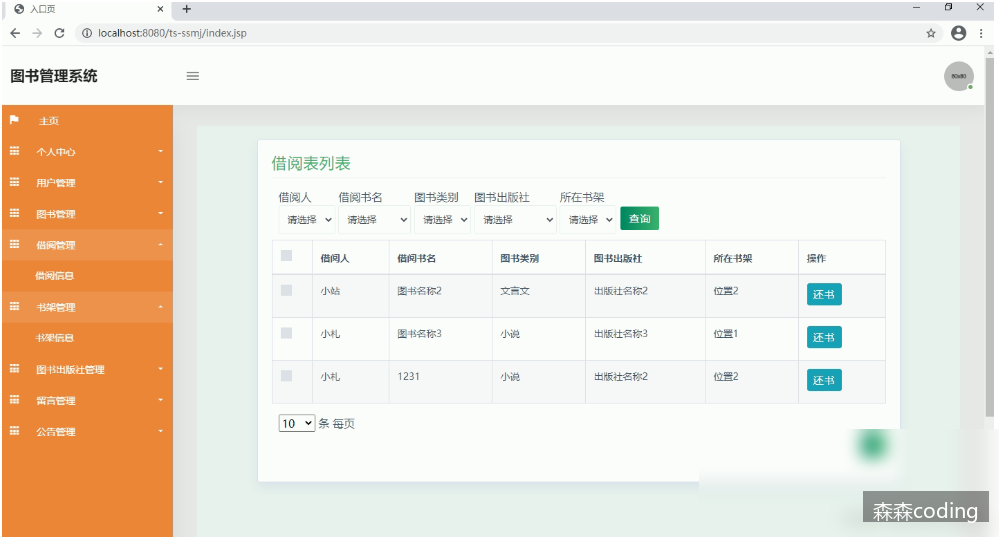 入口页
localhost:8080/ts-ssmj/index.jsp
图书管理系统
主页
个人中心
用户管理
图书管理
借阅管理
借阅信息
书架管理
书架信息
图书出版社管理
留言管理
公告管理
借阅表列表
借阅人 借阅书名 图书类别 图书出版社 所在书架
请选择 请选择 请选择 请选择 请选择 查询
借阅人 借阅书名 图书类别 图书出版社 所在书架 操作
小站 图书名称2 文言文 出版社名称2 位置2 还书
小札 图书名称3 小说 出版社名称3 位置1 还书
小札 1231 小说 出版社名称2 位置2 还书
10 条 每页
森森coding